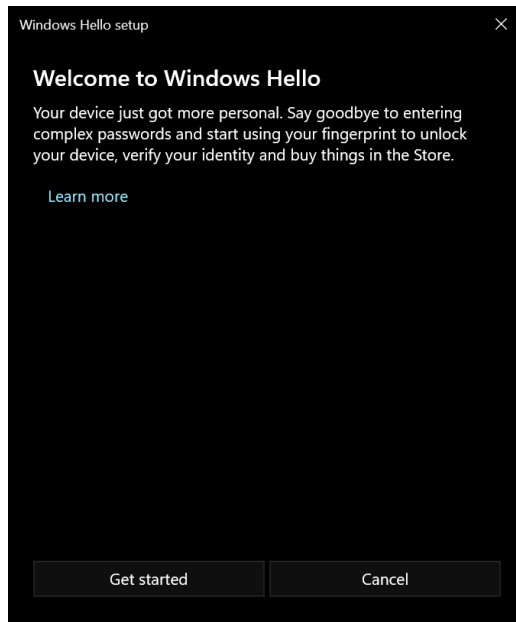 Windows Hello setup
Welcome to Windows Hello
Your device just got more personal. Say goodbye to entering
complex passwords and start using your fingerprint to unlock
your device, verify your identity and buy things in the Store.
Learn more
Get started
Cancel